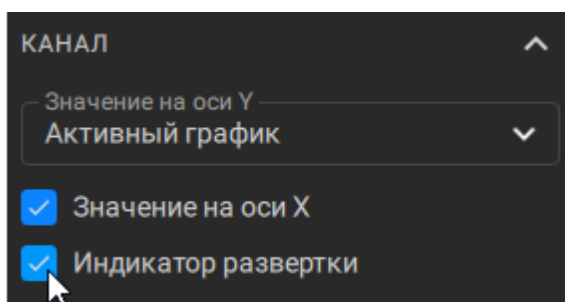 КАНАЛ
Значение на оси Y
Активный график
Значение на оси X
Индикатор развертки